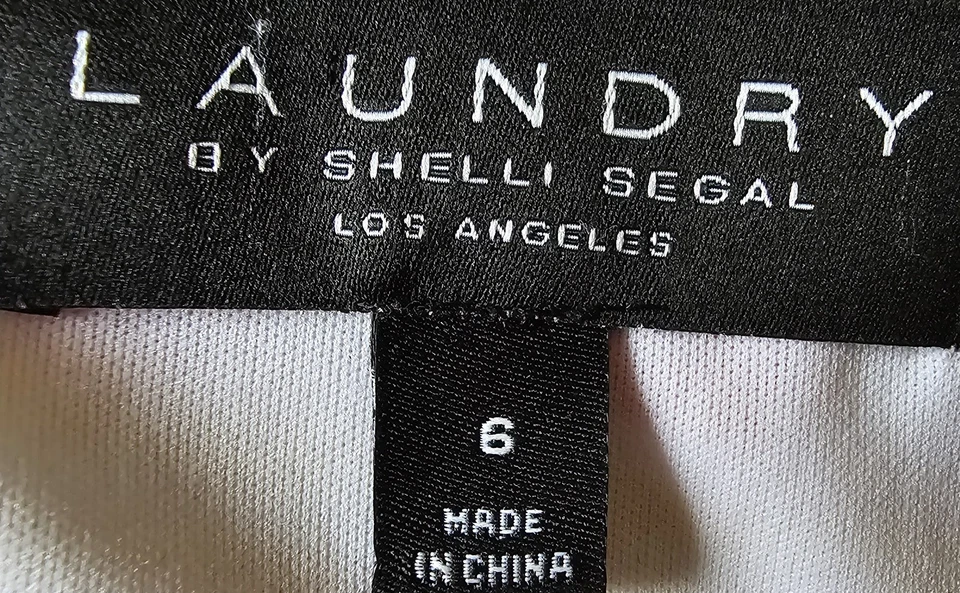 LAUNDRY
BY SHELLI SEGAL
LOS ANGELES
6
MADE
IN CHINA